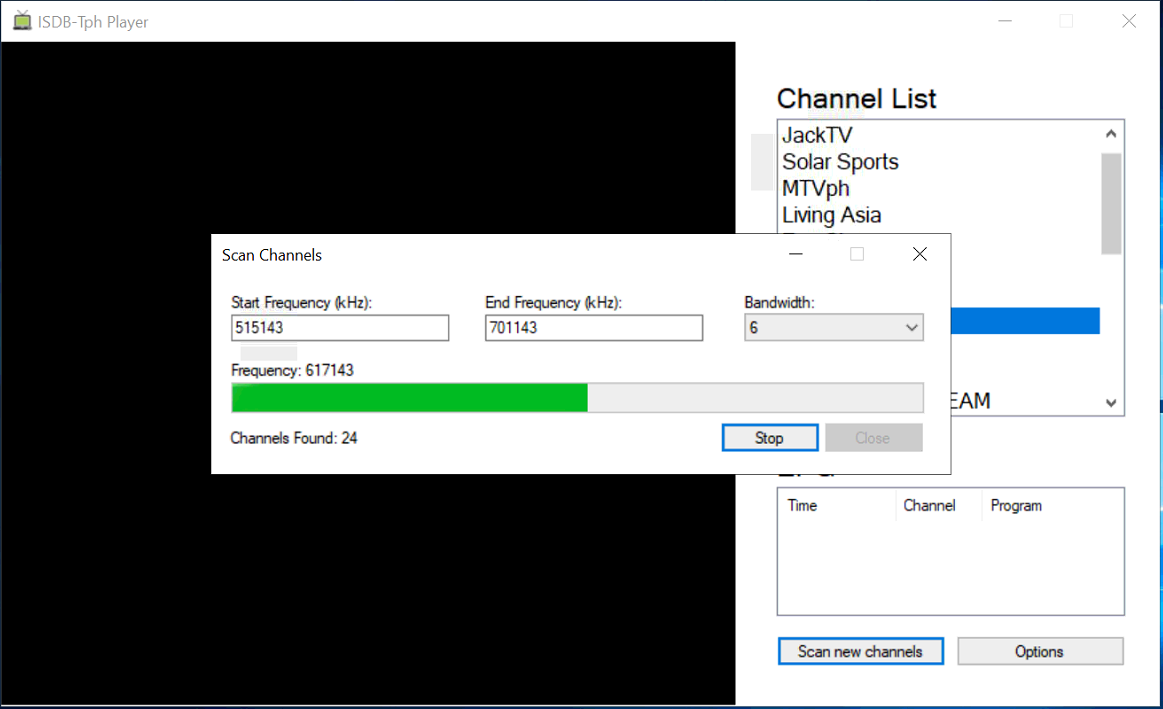 ISDB-Tph Player
Channel List
JackTV
Solar Sports
MTVph
Living Asia
Scan Channels
Start Frequency (kHz):
End Frequency (kHz):
Bandwidth:
515143
701143
6
Frequency: 617143
EAM
Channels Found: 24
Stop
Close
Time
Channel
Program
Scan new channels
Options